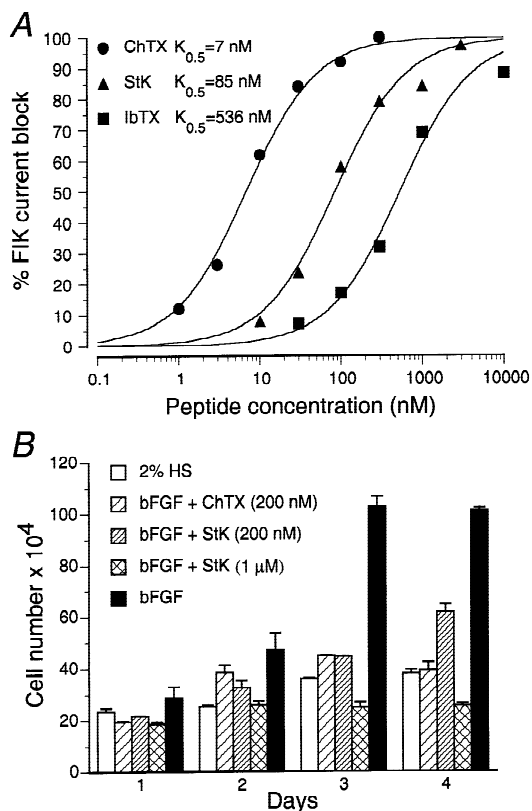 A
ChTX K0.5=7 nM
StK K0.5=85 nM
IbTX K0.5=536 nM
100
90
80
70
60
50
40
30
20
10
0
% FIK current block
0.1 1 10 100 1000 10000
Peptide concentration (nM)
B
2% HS
bFGF + ChTX (200 nM)
bFGF + StK (200 nM)
bFGF + StK (1 μM)
bFGF
120
100
80
60
40
20
0
Cell number x 10^4
1 2 3 4
Days